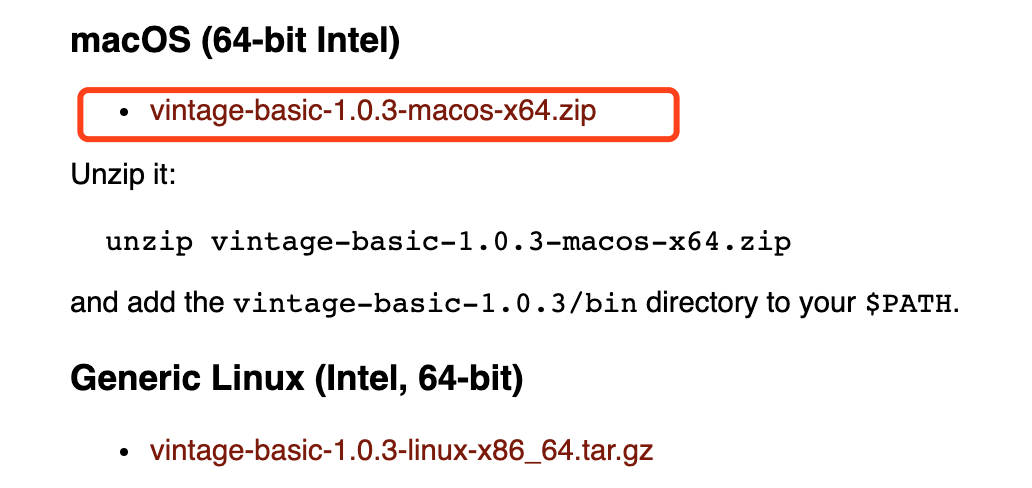 macOS (64-bit Intel)
• vintage-basic-1.0.3-macos-x64.zip
Unzip it:
unzip vintage-basic-1.0.3-macos-x64.zip
and add the vintage-basic-1.0.3/bin directory to your $PATH.
Generic Linux (Intel, 64-bit)
• vintage-basic-1.0.3-linux-x86_64.tar.gz